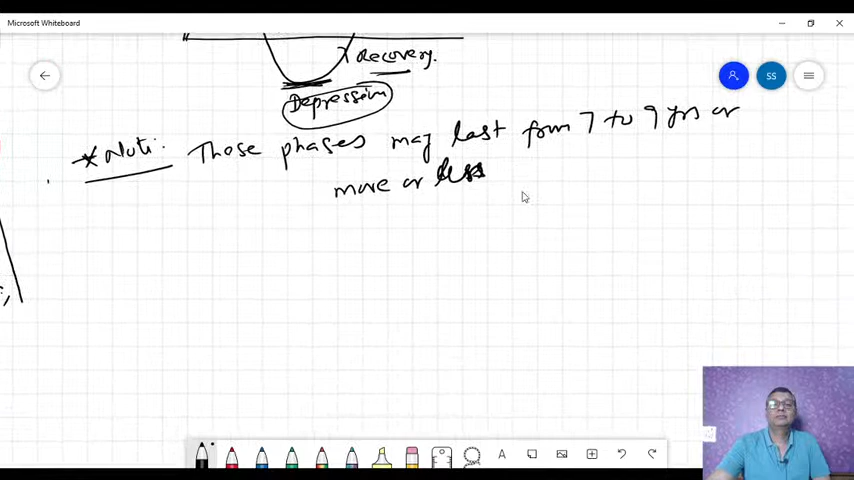 Microsoft Whiteboard
Recovery.
Depression
SS
*Note: Those phases may last from 7 to 9 yrs or
more or less
A